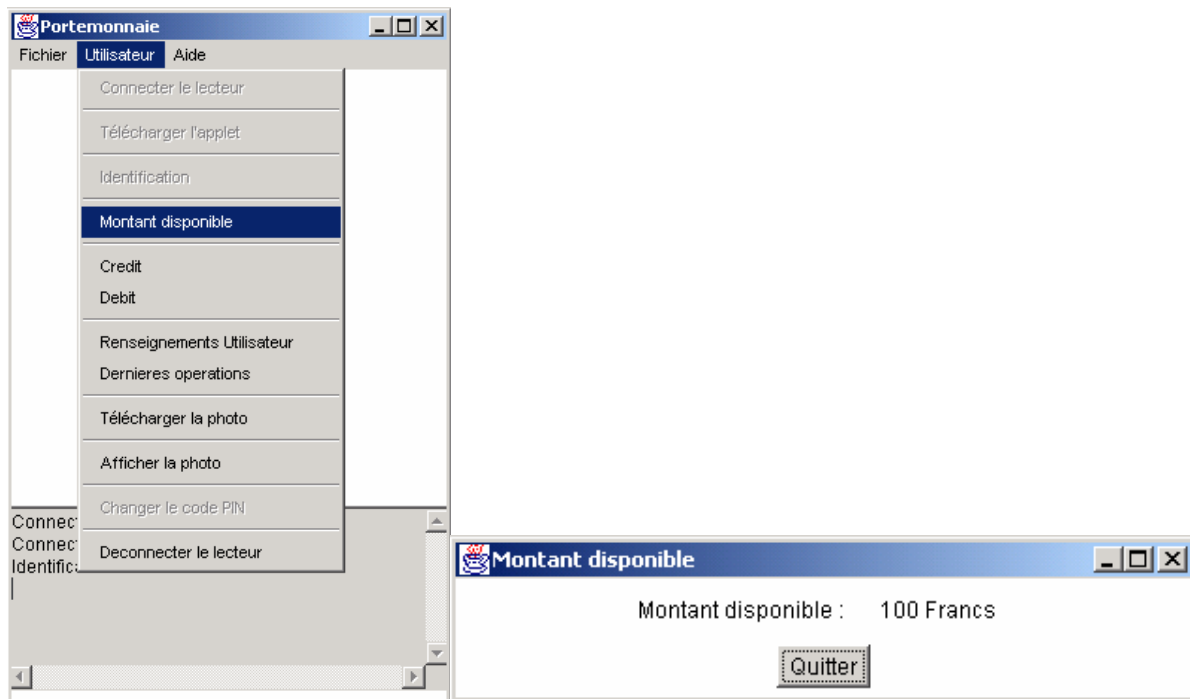 Portemonnaie
Fichier Utilisateur Aide
Connecter le lecteur
Télécharger l'applet
Identification
Montant disponible
Credit
Debit
Renseignements Utilisateur
Dernieres operations
Télécharger la photo
Afficher la photo
Changer le code PIN
Deconnecter le lecteur
Montant disponible
Montant disponible : 100 Francs
Quitter